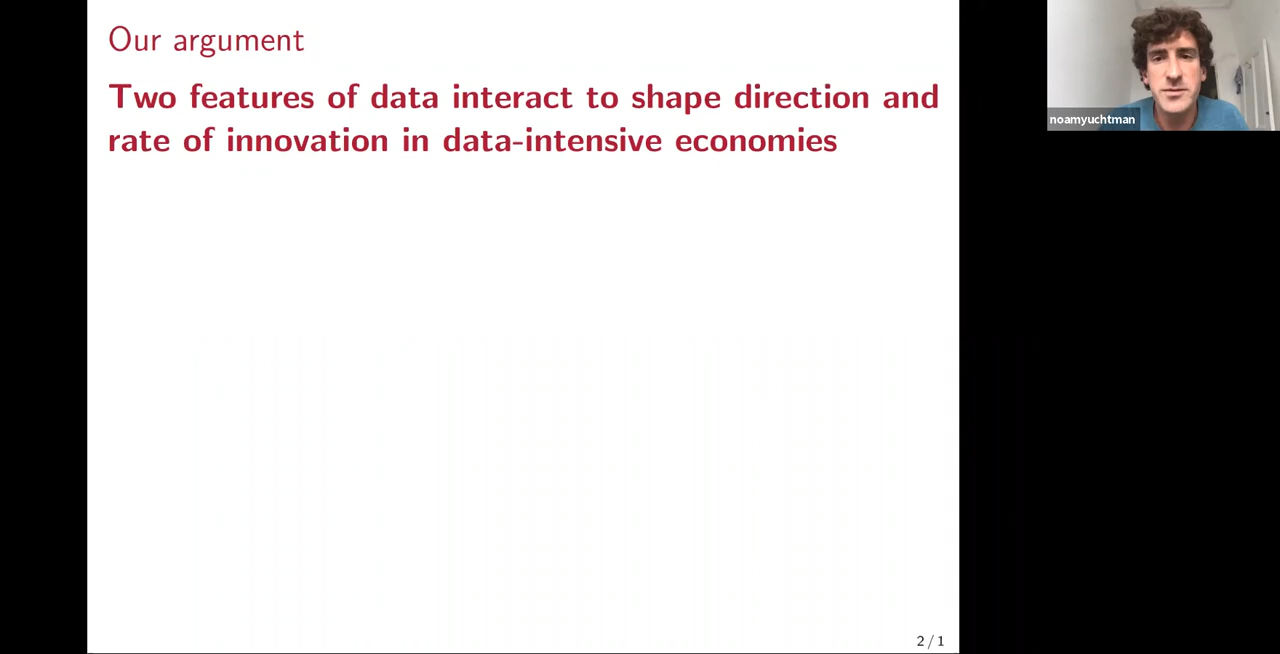 Our argument
Two features of data interact to shape direction and
rate of innovation in data-intensive economies
noamyuchtman
2 / 1